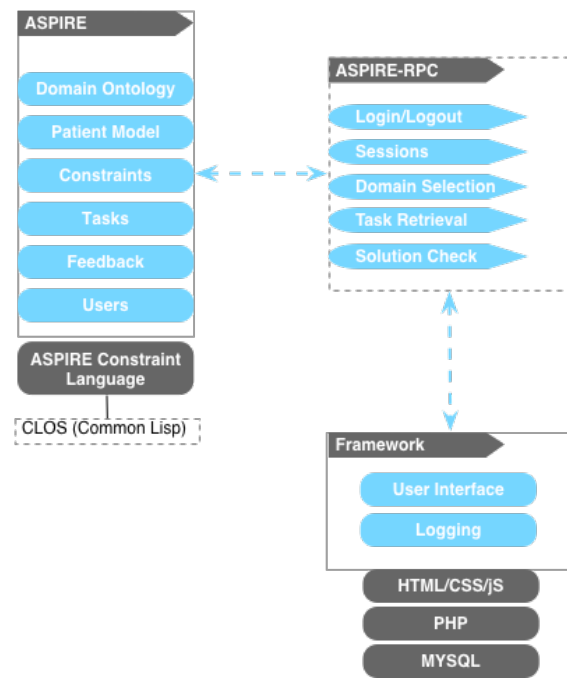 ASPIRE
Domain Ontology
Patient Model
Constraints
Tasks
Feedback
Users
ASPIRE Constraint
Language
CLOS (Common Lisp)
ASPIRE-RPC
Login/Logout
Sessions
Domain Selection
Task Retrieval
Solution Check
Framework
User Interface
Logging
HTML/CSS/jS
PHP
MYSQL